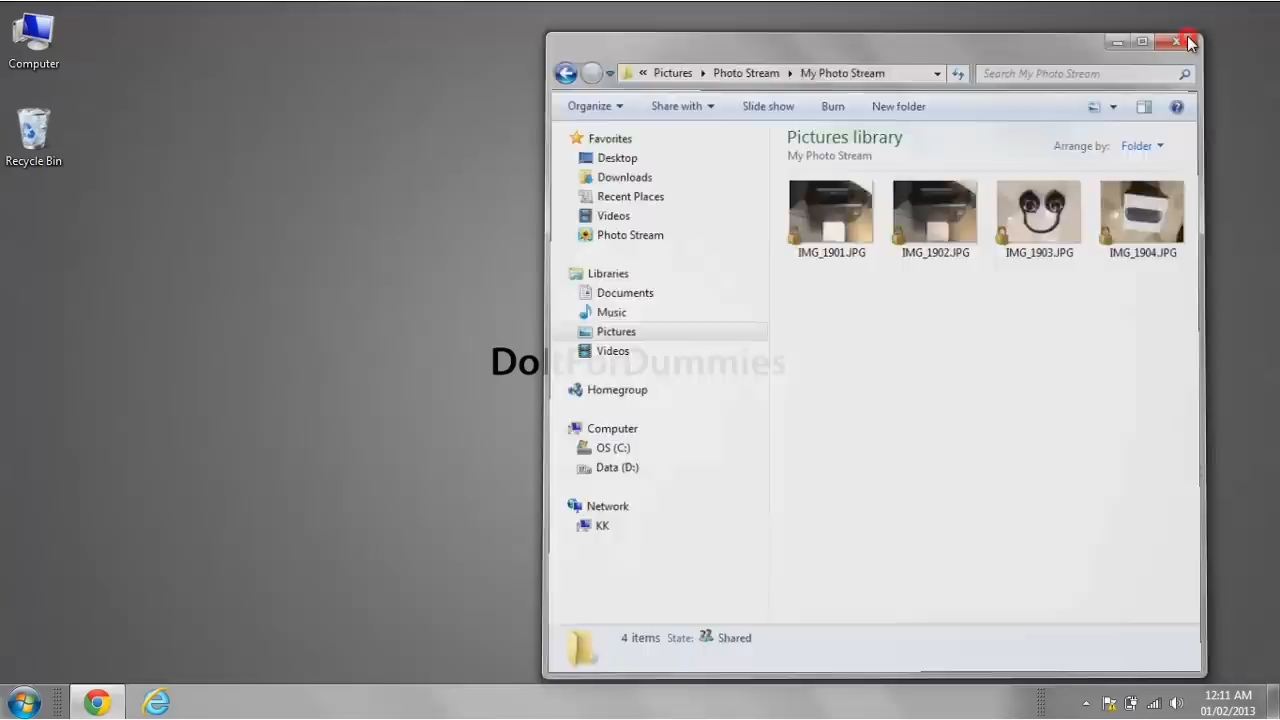 Computer
Recycle Bin
« Pictures ▸ Photo Stream ▸ My Photo Stream
Search My Photo Stream
Organize Share with Slide show Burn New folder
Favorites
Desktop
Downloads
Recent Places
Videos
Photo Stream
Libraries
Documents
Music
Pictures
Videos
Homegroup
Computer
OS (C:)
Data (D:)
Network
KK
Pictures library
My Photo Stream
Arrange by: Folder
IMG_1901.JPG IMG_1902.JPG IMG_1903.JPG IMG_1904.JPG
DoItForDummies
4 items State: Shared
12:11 AM
01/02/2013